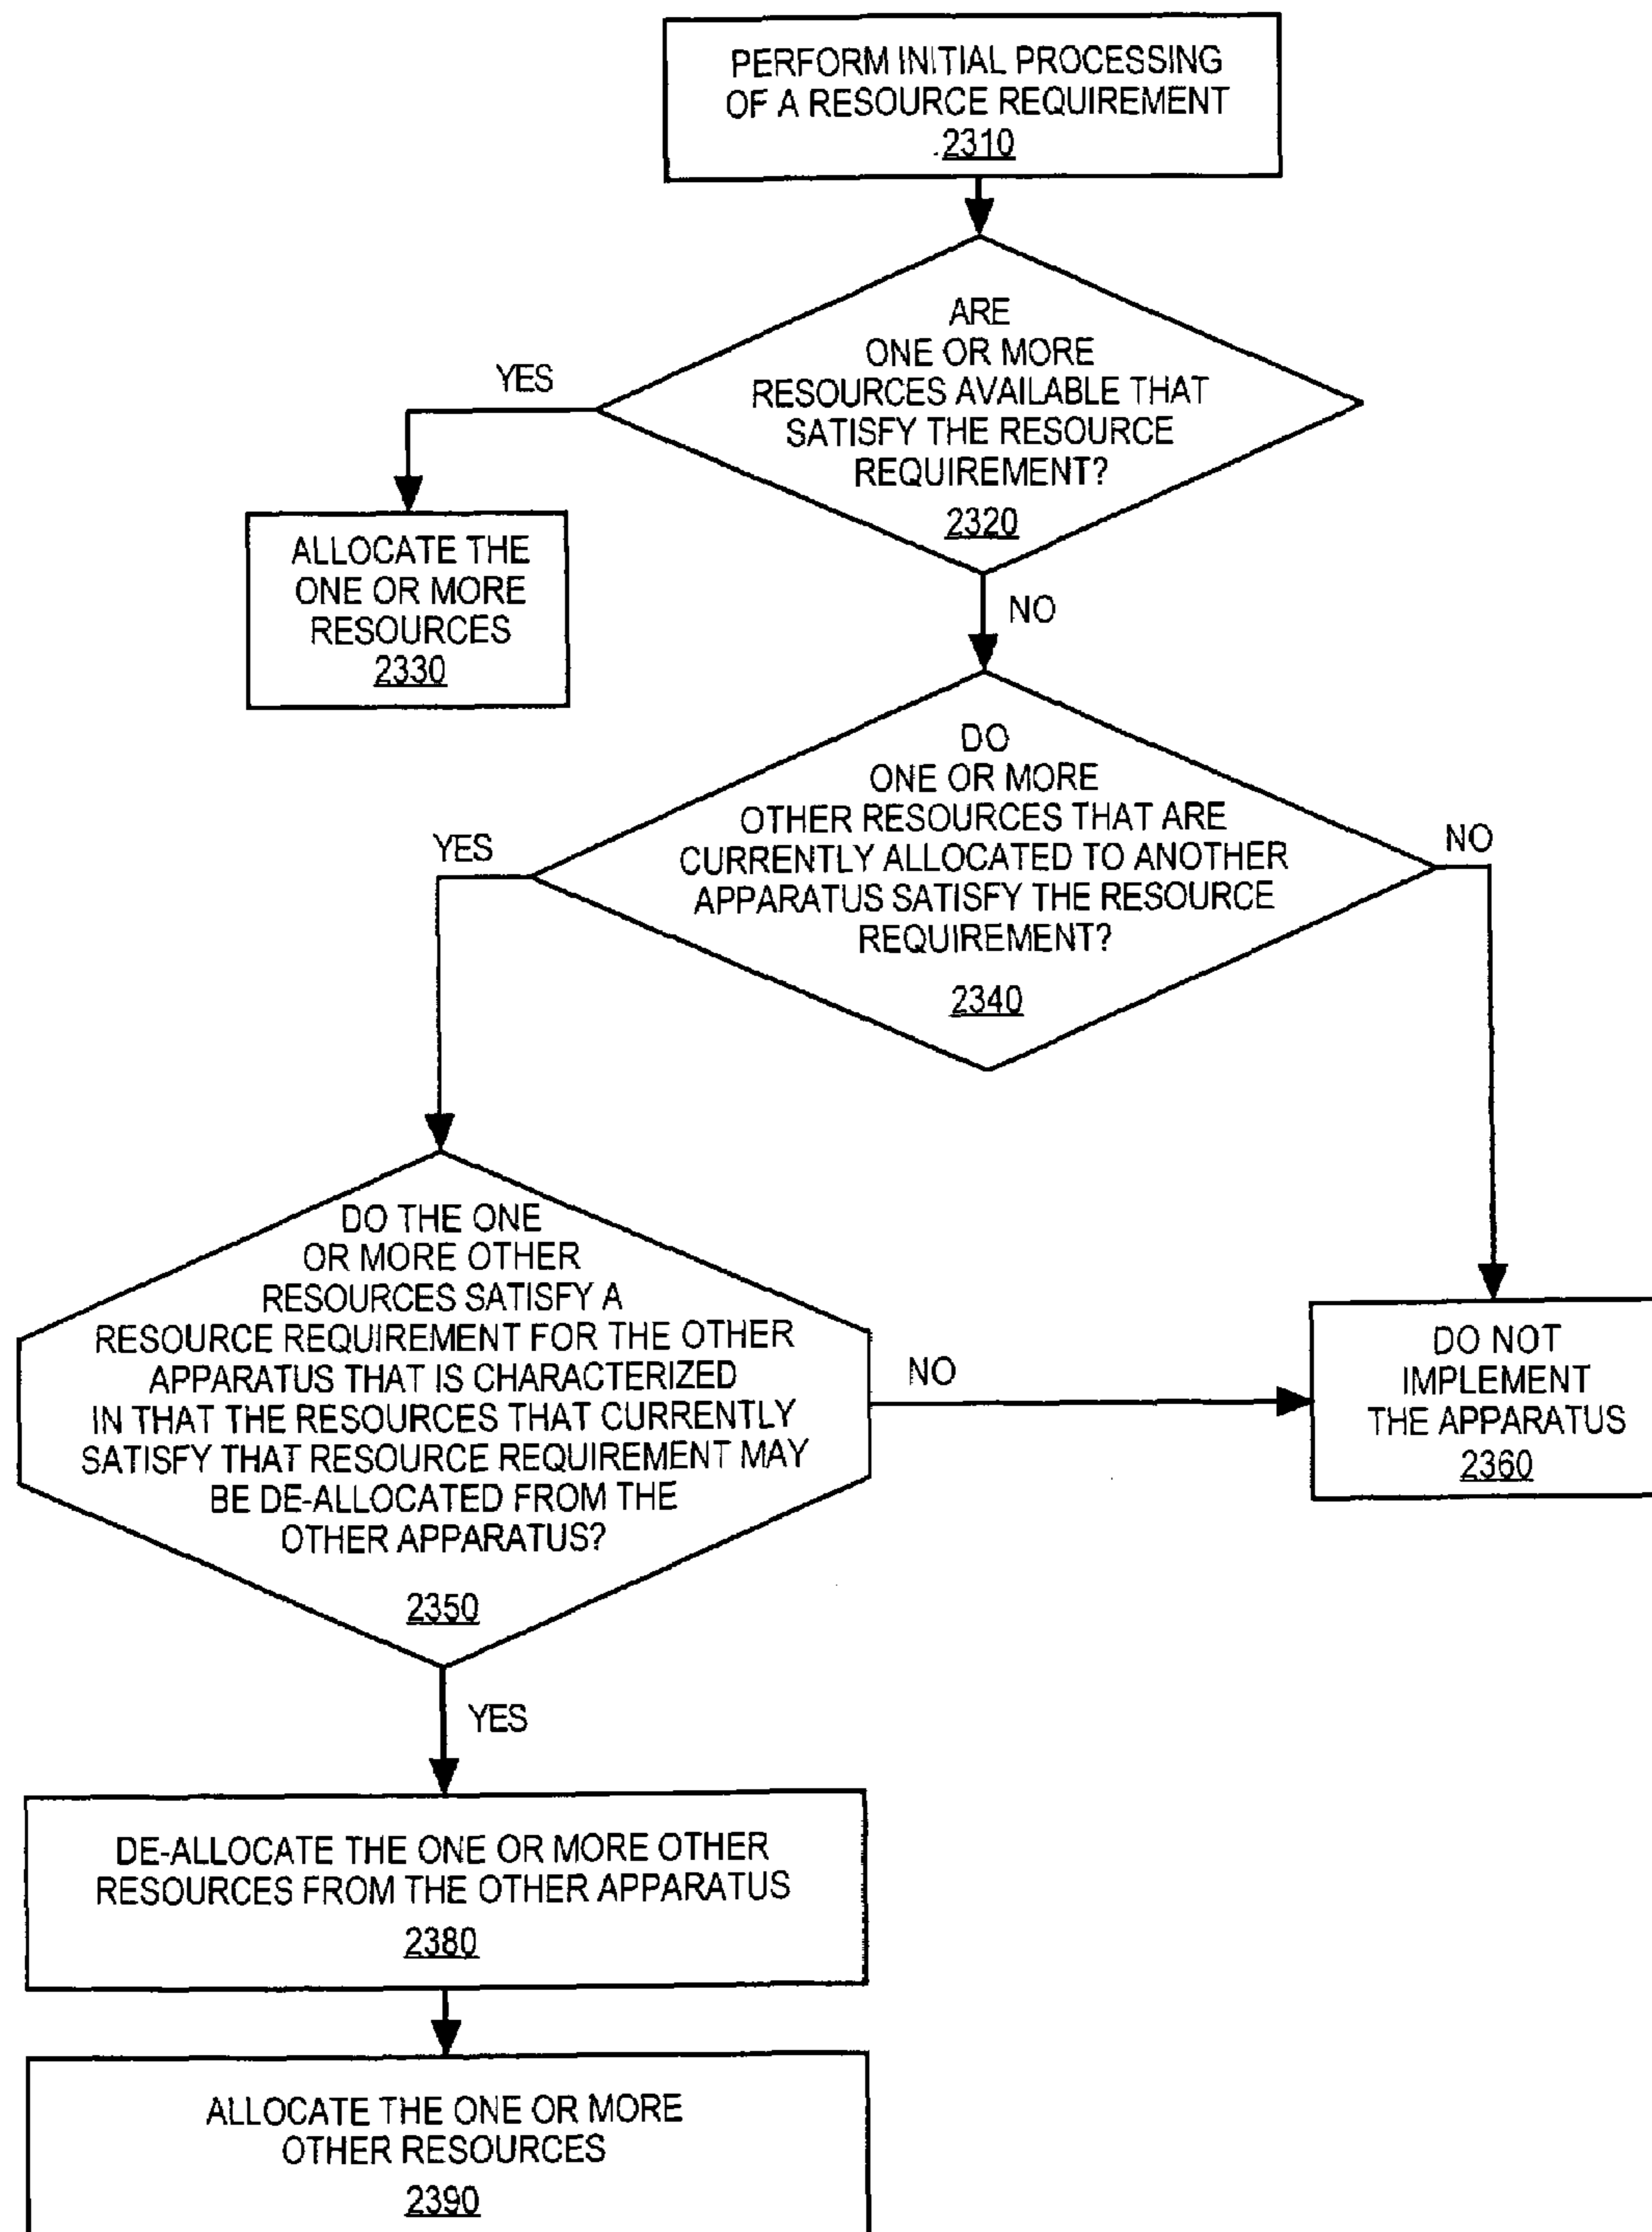 PERFORM INITIAL PROCESSING
OF A RESOURCE REQUIREMENT
2310
ARE
ONE OR MORE
RESOURCES AVAILABLE THAT
SATISFY THE RESOURCE
REQUIREMENT?
2320
YES
ALLOCATE THE
ONE OR MORE
RESOURCES
2330
NO
DO
ONE OR MORE
OTHER RESOURCES THAT ARE
CURRENTLY ALLOCATED TO ANOTHER
APPARATUS SATISFY THE RESOURCE
REQUIREMENT?
2340
YES
NO
DO THE ONE
OR MORE OTHER
RESOURCES SATISFY A
RESOURCE REQUIREMENT FOR THE OTHER
APPARATUS THAT IS CHARACTERIZED
IN THAT THE RESOURCES THAT CURRENTLY
SATISFY THAT RESOURCE REQUIREMENT MAY
BE DE-ALLOCATED FROM THE
OTHER APPARATUS?
2350
NO
DO NOT
IMPLEMENT
THE APPARATUS
2360
YES
DE-ALLOCATE THE ONE OR MORE OTHER
RESOURCES FROM THE OTHER APPARATUS
2380
ALLOCATE THE ONE OR MORE
OTHER RESOURCES
2390